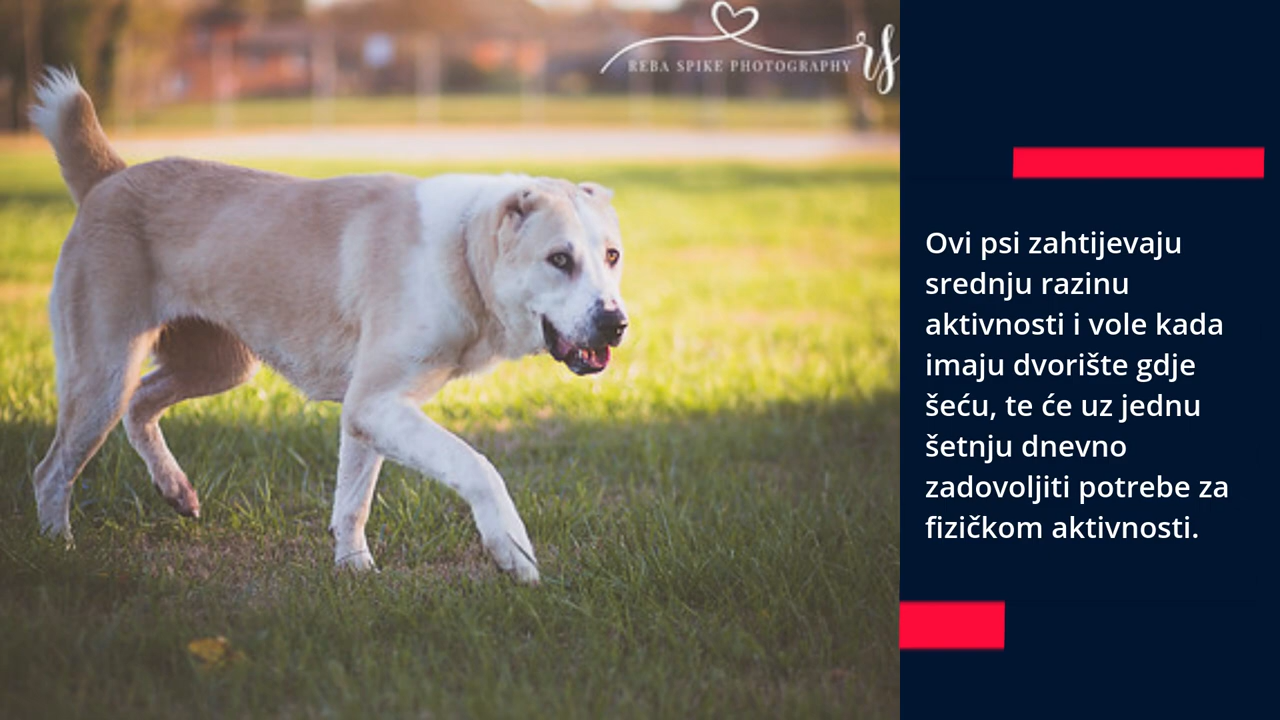 REBA SPIKE PHOTOGRAPHY rs
Ovi psi zahtijevaju
srednju razinu
aktivnosti i vole kada
imaju dvorište gdje
šeću, te će uz jednu
šetnju dnevno
zadovoljiti potrebe za
fizičkom aktivnosti.